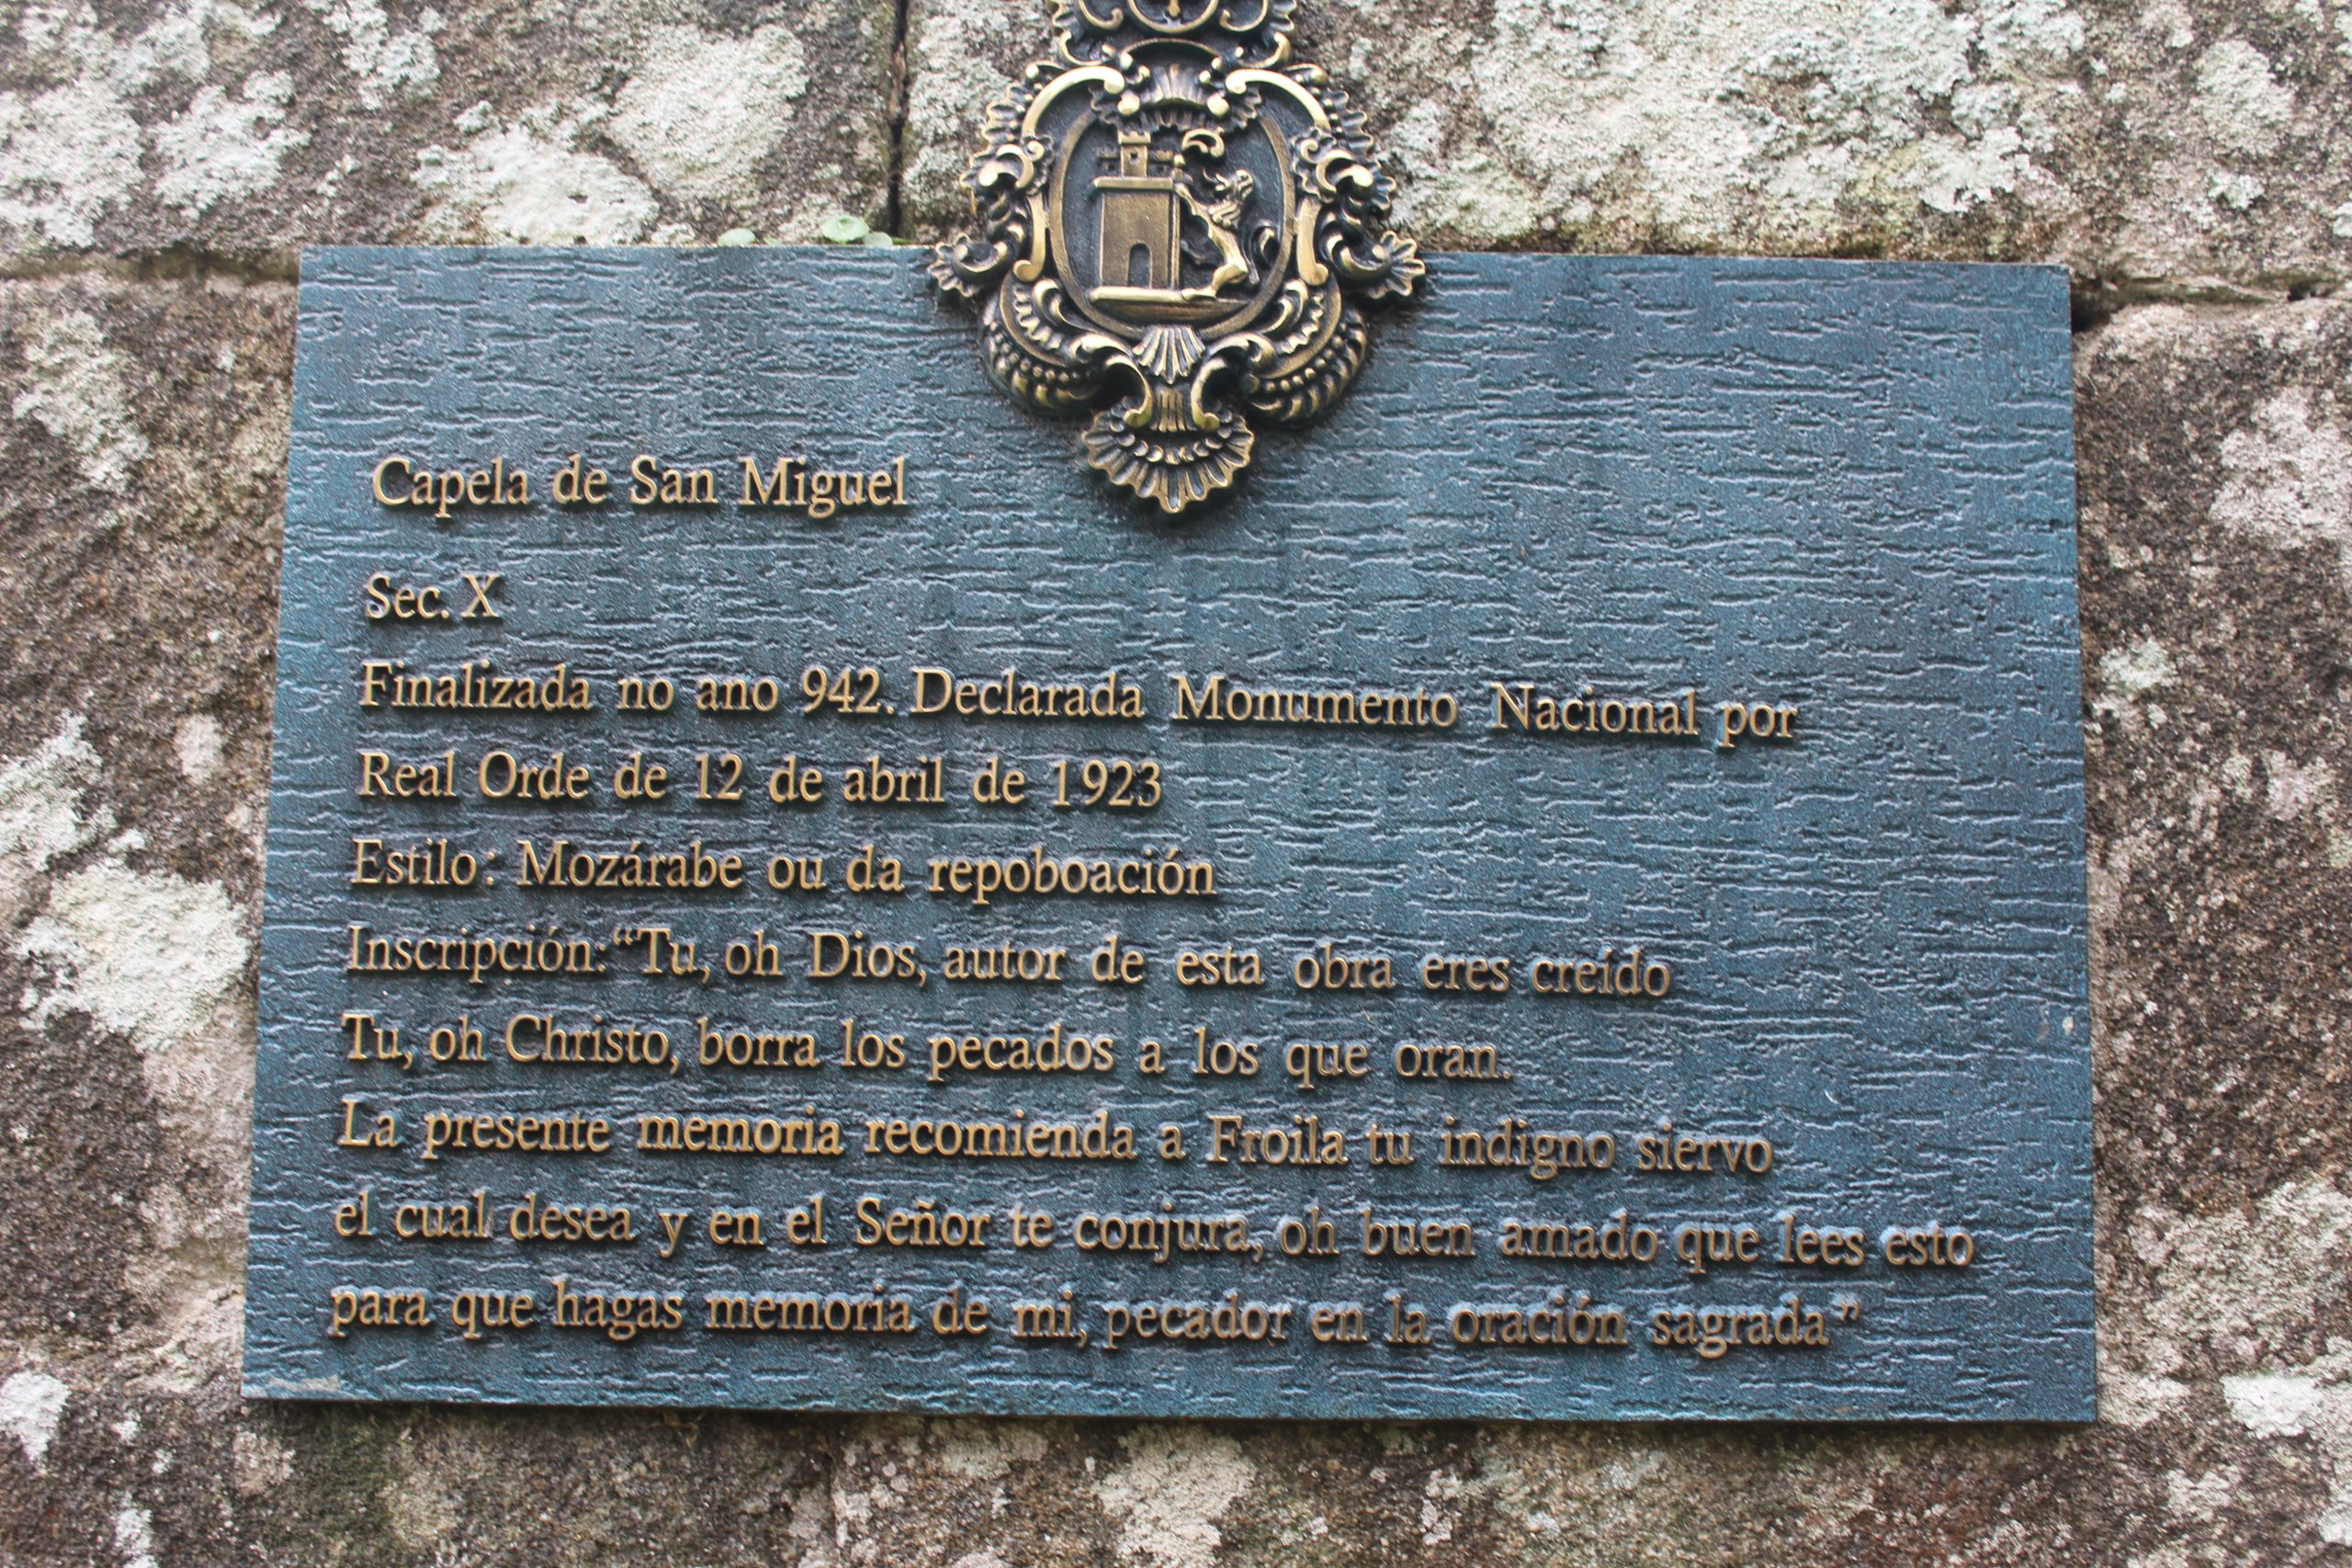 Capela de San Miguel
Sec. X
Finalizada no ano 942. Declarada Monumento Nacional por
Real Orde de 12 de abril de 1923
Estilo: Mozárabe ou da repoboación
Inscripción: “Tu, oh Dios, autor de esta obra eres creído
Tu, oh Christo, borra los pecados a los que oran.
La presente memoria recomienda a Froila tu indigno siervo
el cual desea y en el Señor te conjura, oh buen amado que lees esto
para que hagas memoria de mi, pecador en la oración sagrada”